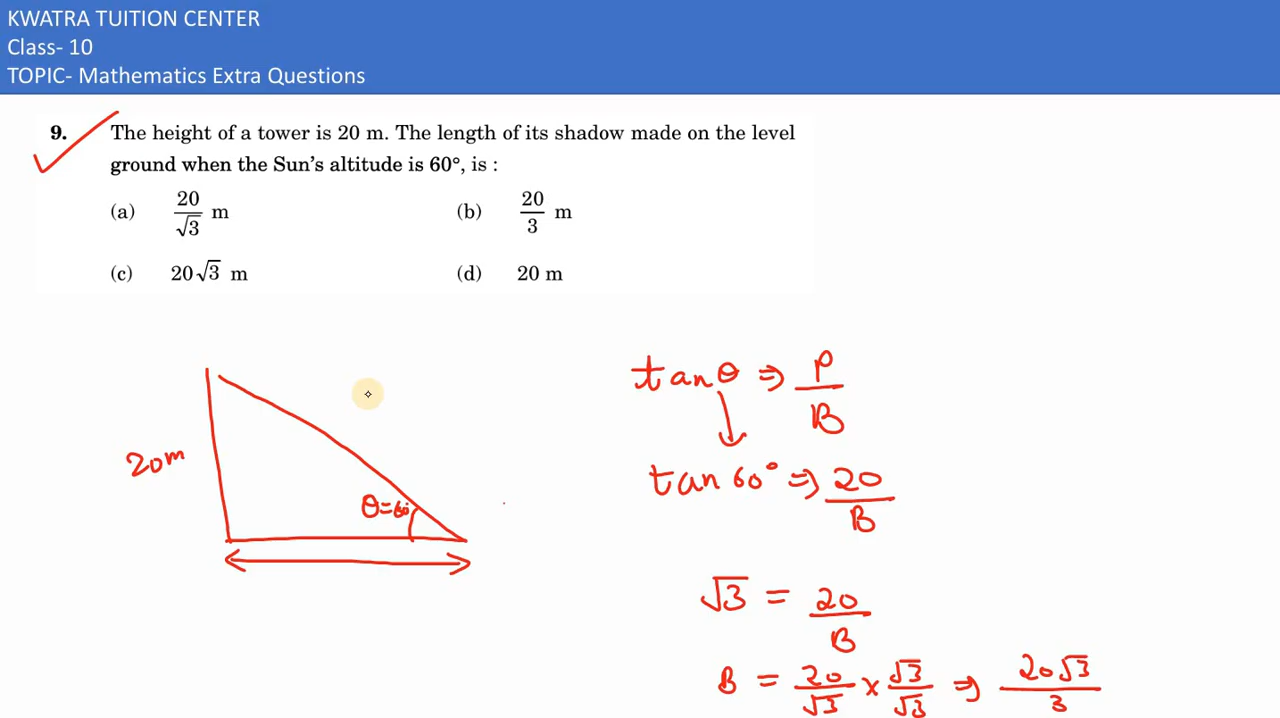 KWATRA TUITION CENTER
Class- 10
TOPIC- Mathematics Extra Questions
9. The height of a tower is 20 m. The length of its shadow made on the level
ground when the Sun's altitude is 60°, is :
(a) 20/√3 m (b) 20/3 m
(c) 20√3 m (d) 20 m
tanθ ⇒ P/B
20m
tan 60° ⇒ 20/B
θ=60°
√3 = 20/B
B = 20/√3 × √3/√3 ⇒ 20√3/3